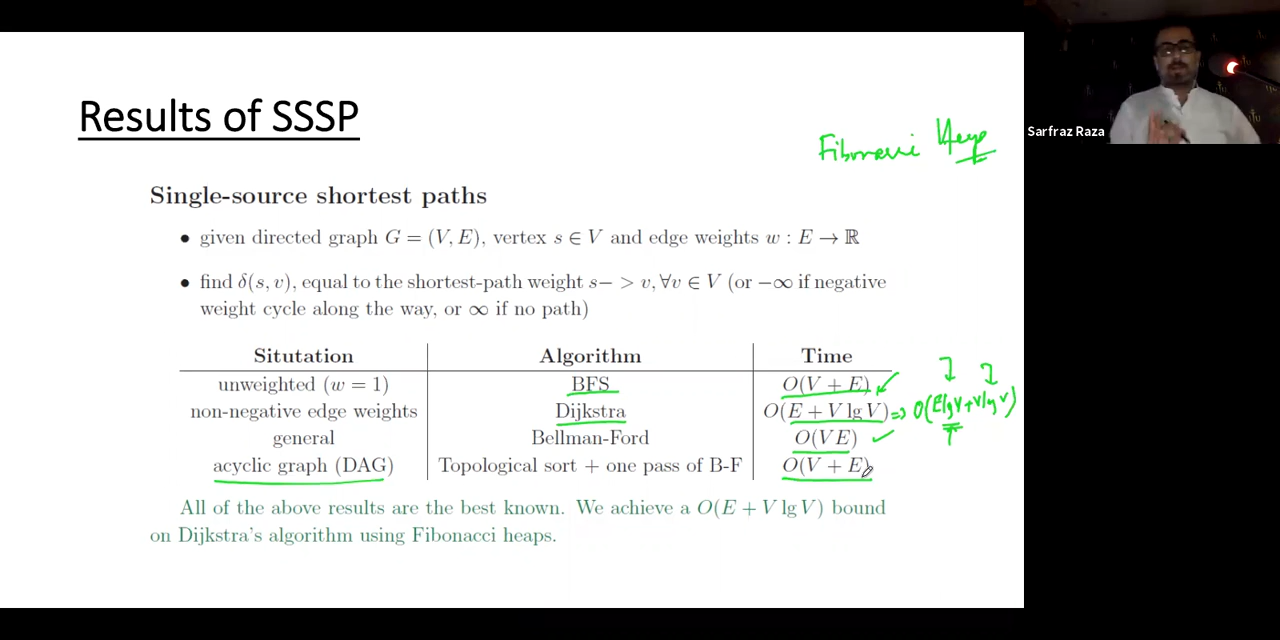 Results of SSSP
Fibonacci Heap
Sarfraz Raza
Single-source shortest paths
• given directed graph G = (V, E), vertex s ∈ V and edge weights w : E → ℝ
• find δ(s, v), equal to the shortest-path weight s− > v, ∀v ∈ V (or −∞ if negative
weight cycle along the way, or ∞ if no path)
Situtation Algorithm Time
unweighted (w = 1) BFS O(V + E)
non-negative edge weights Dijkstra O(E + V lg V) => O(E lg V + V lg V)
general Bellman-Ford O(VE)
acyclic graph (DAG) Topological sort + one pass of B-F O(V + E)
All of the above results are the best known. We achieve a O(E + V lg V) bound
on Dijkstra's algorithm using Fibonacci heaps.